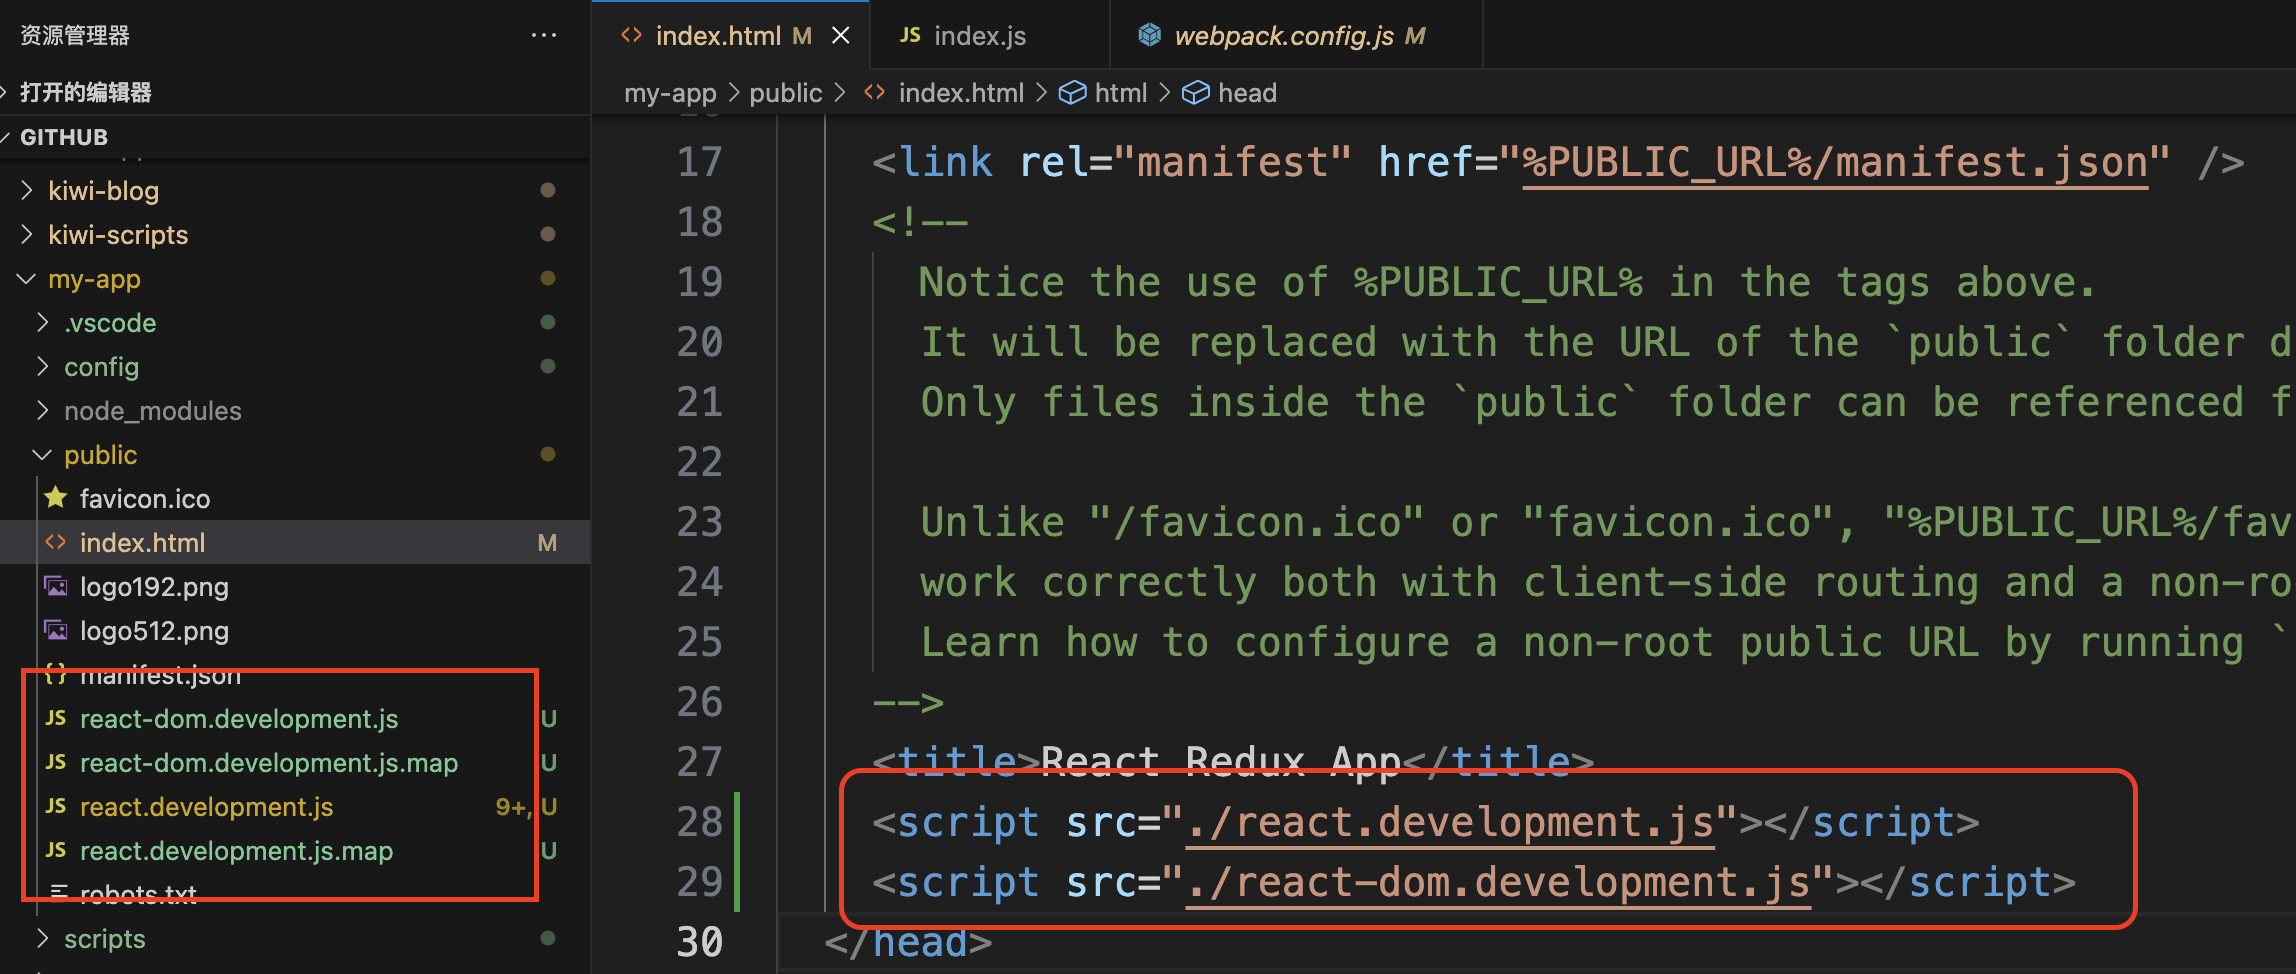 资源管理器
···
打开的编辑器
GITHUB
kiwi-blog
kiwi-scripts
my-app
.vscode
config
node_modules
public
favicon.ico
index.html M
logo192.png
logo512.png
{} manifest.json
JS react-dom.development.js U
JS react-dom.development.js.map U
JS react.development.js 9+, U
JS react.development.js.map U
robots.txt
scripts
<> index.html M ×
JS index.js
webpack.config.js M
my-app > public > <> index.html > html > head
17 <link rel="manifest" href="%PUBLIC_URL%/manifest.json" />
18 <!--
19 Notice the use of %PUBLIC_URL% in the tags above.
20 It will be replaced with the URL of the `public` folder d
21 Only files inside the `public` folder can be referenced f
22
23 Unlike "/favicon.ico" or "favicon.ico", "%PUBLIC_URL%/fav
24 work correctly both with client-side routing and a non-ro
25 Learn how to configure a non-root public URL by running `
26 -->
27 <title>React Redux App</title>
28 <script src="./react.development.js"></script>
29 <script src="./react-dom.development.js"></script>
30 </head>